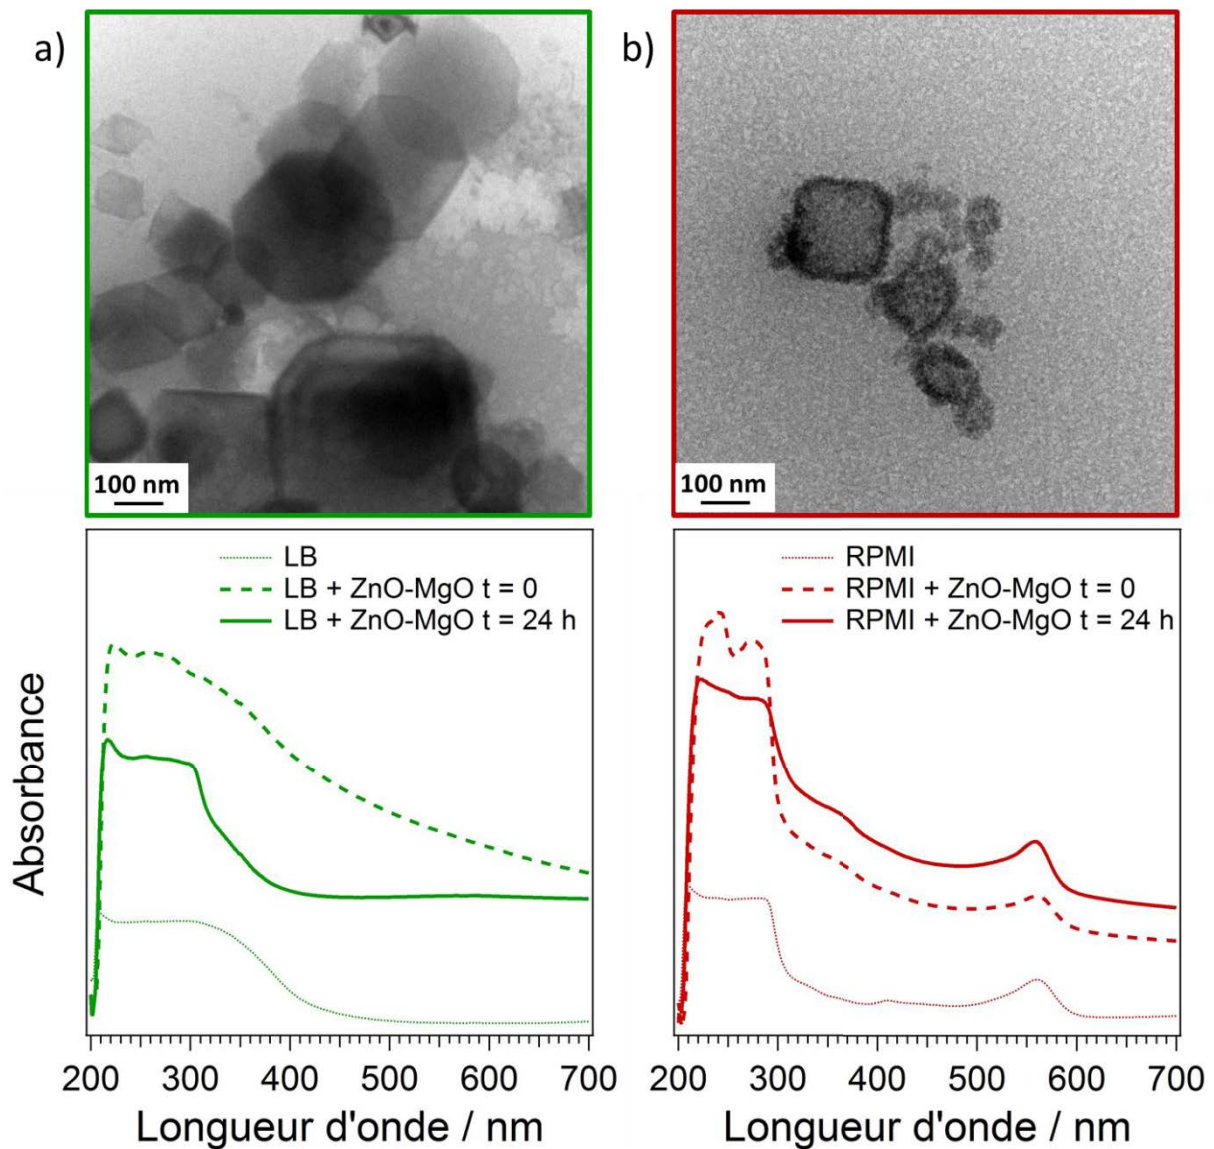 a)
100 nm
b)
100 nm
LB
LB + ZnO-MgO t = 0
LB + ZnO-MgO t = 24 h
Absorbance
200 300 400 500 600 700
Longueur d'onde / nm
RPMI
RPMI + ZnO-MgO t = 0
RPMI + ZnO-MgO t = 24 h
200 300 400 500 600 700
Longueur d'onde / nm